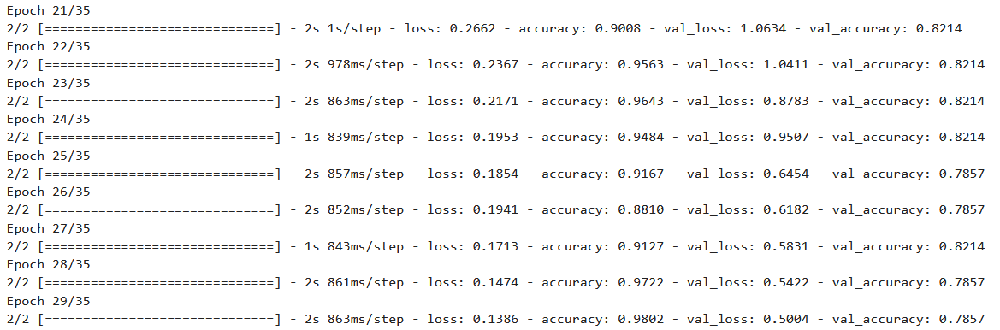 Epoch 21/35
2/2 [==============================] - 2s 1s/step - loss: 0.2662 - accuracy: 0.9008 - val_loss: 1.0634 - val_accuracy: 0.8214
Epoch 22/35
2/2 [==============================] - 2s 978ms/step - loss: 0.2367 - accuracy: 0.9563 - val_loss: 1.0411 - val_accuracy: 0.8214
Epoch 23/35
2/2 [==============================] - 2s 863ms/step - loss: 0.2171 - accuracy: 0.9643 - val_loss: 0.8783 - val_accuracy: 0.8214
Epoch 24/35
2/2 [==============================] - 1s 839ms/step - loss: 0.1953 - accuracy: 0.9484 - val_loss: 0.9507 - val_accuracy: 0.8214
Epoch 25/35
2/2 [==============================] - 2s 857ms/step - loss: 0.1854 - accuracy: 0.9167 - val_loss: 0.6454 - val_accuracy: 0.7857
Epoch 26/35
2/2 [==============================] - 2s 852ms/step - loss: 0.1941 - accuracy: 0.8810 - val_loss: 0.6182 - val_accuracy: 0.7857
Epoch 27/35
2/2 [==============================] - 1s 843ms/step - loss: 0.1713 - accuracy: 0.9127 - val_loss: 0.5831 - val_accuracy: 0.8214
Epoch 28/35
2/2 [==============================] - 2s 861ms/step - loss: 0.1474 - accuracy: 0.9722 - val_loss: 0.5422 - val_accuracy: 0.7857
Epoch 29/35
2/2 [==============================] - 2s 863ms/step - loss: 0.1386 - accuracy: 0.9802 - val_loss: 0.5004 - val_accuracy: 0.7857